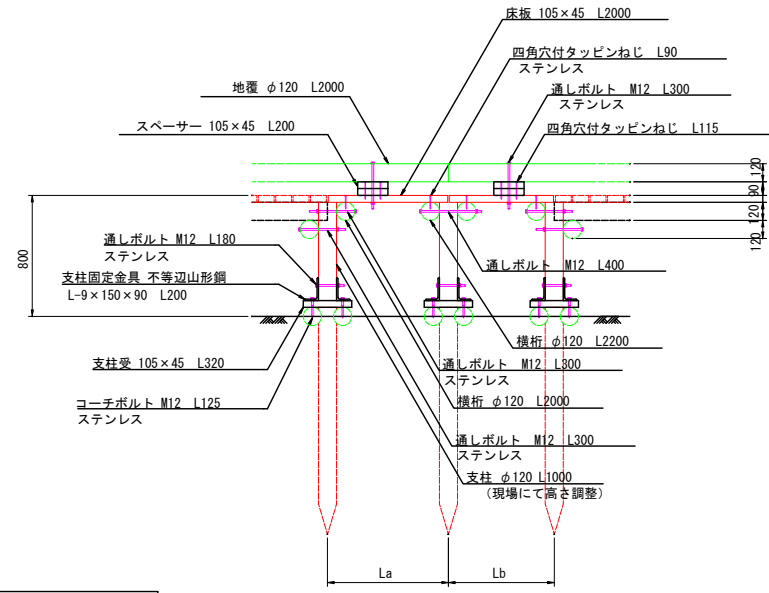 床板 105×45 L2000
四角穴付タッピンねじ L90
ステンレス
地覆 φ120 L2000
通しボルト M12 L300
ステンレス
スペーサー 105×45 L200
四角穴付タッピンねじ L115
120
90
120
120
800
通しボルト M12 L180
ステンレス
支柱固定金具 不等辺山形鋼
L-9×150×90 L200
通しボルト M12 L400
横桁 φ120 L2200
支柱受 105×45 L320
通しボルト M12 L300
ステンレス
コーチボルト M12 L125
ステンレス
横桁 φ120 L2000
通しボルト M12 L300
ステンレス
支柱 φ120 L1000
(現場にて高さ調整)
La
Lb